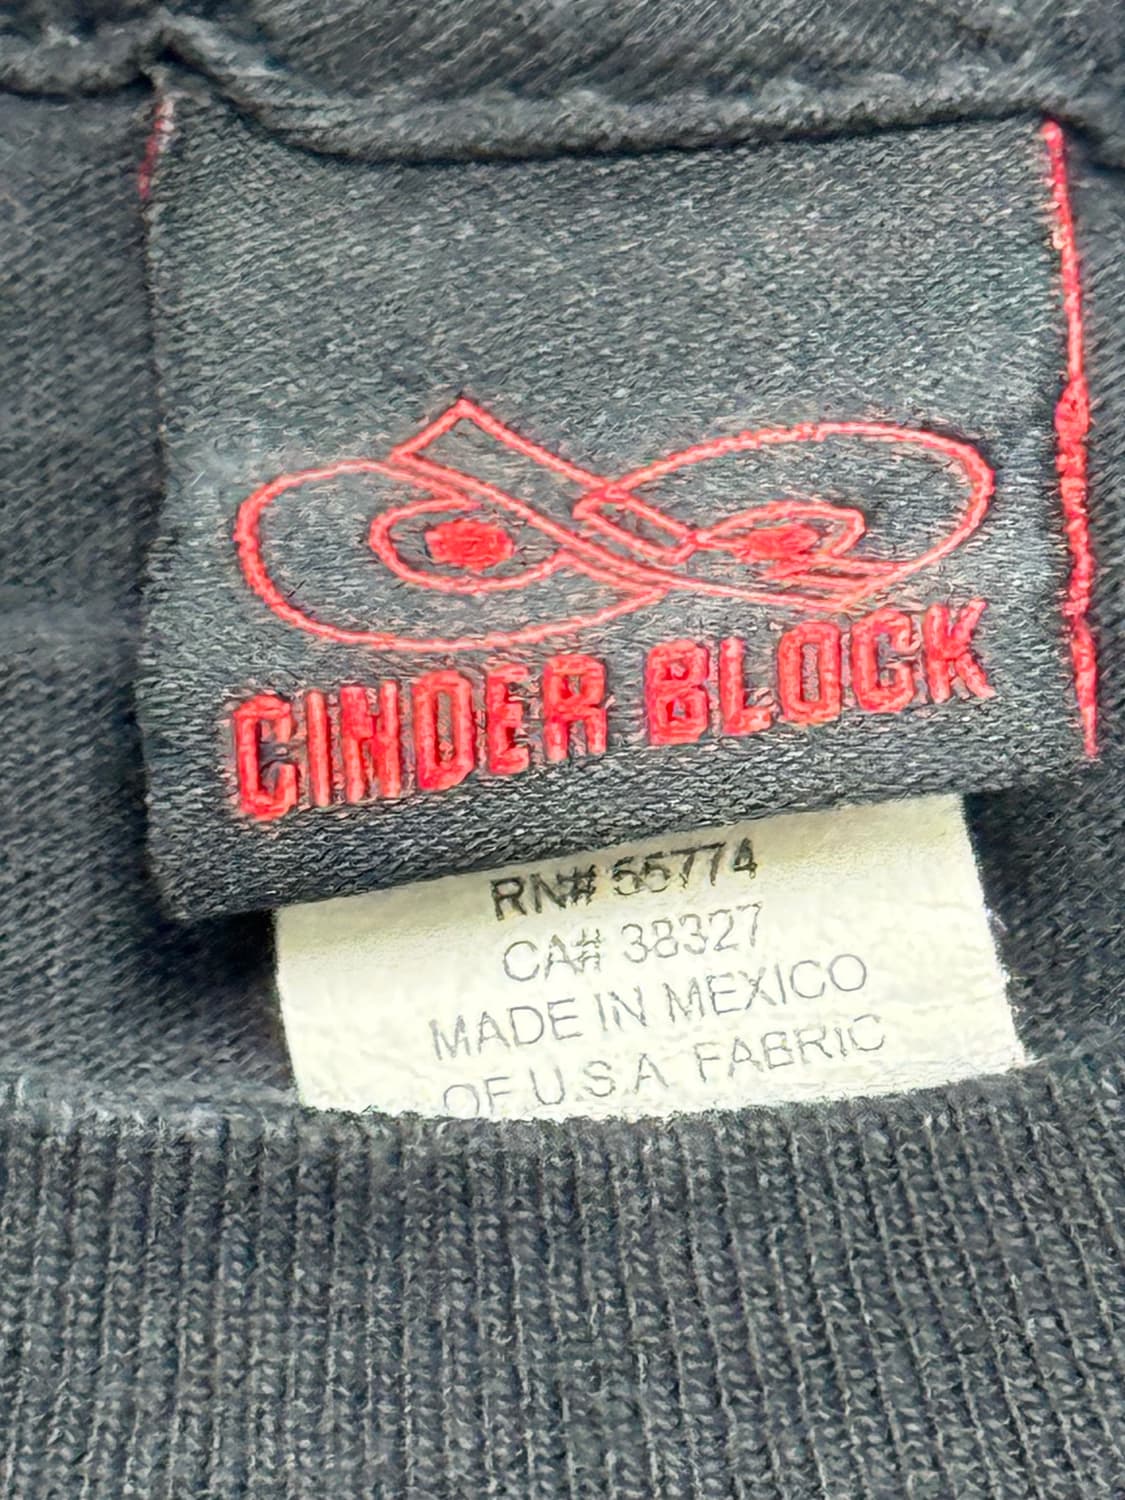 CINDER BLOCK
RN# 55774
CA# 38327
MADE IN MEXICO
OF U.S.A. FABRIC